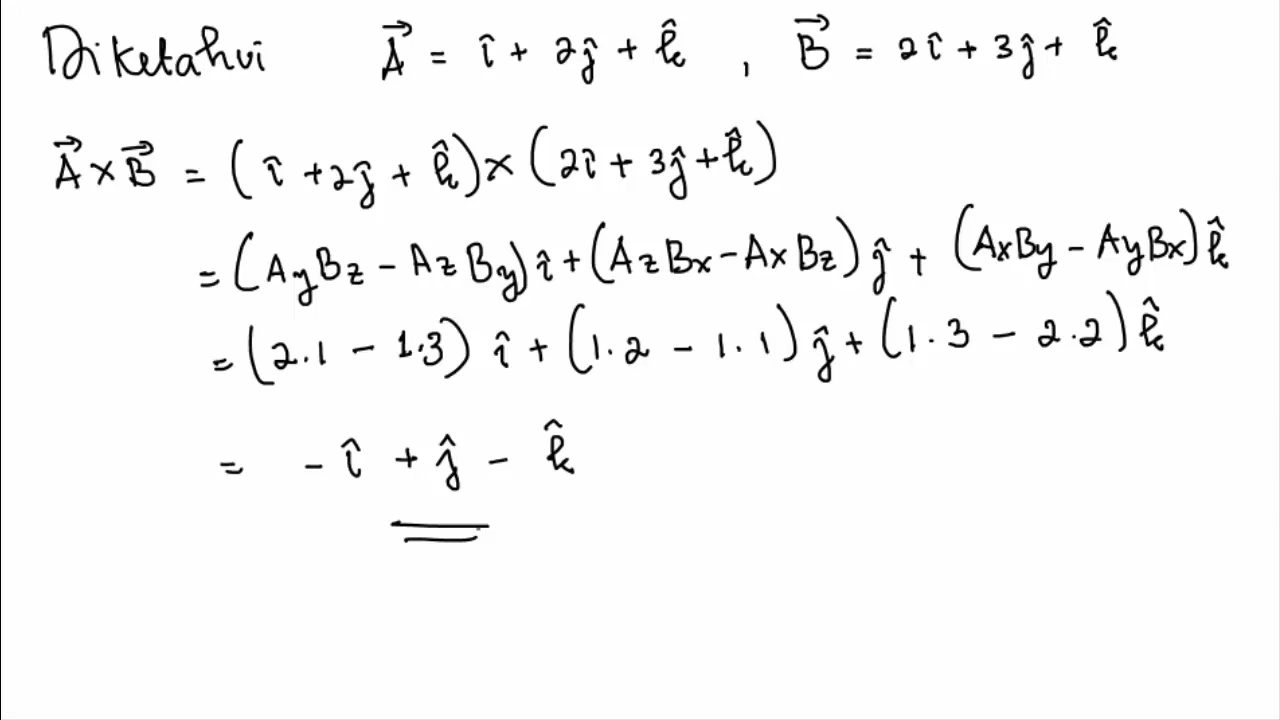 Diketahui A⃗ = î + 2ĵ + k̂ , B⃗ = 2î + 3ĵ + k̂
A⃗ × B⃗ = (î + 2ĵ + k̂) × (2î + 3ĵ + k̂)
= (AyBz - AzBy) î + (AzBx - AxBz) ĵ + (AxBy - AyBx) k̂
= (2.1 - 1.3) î + (1.2 - 1.1) ĵ + (1.3 - 2.2) k̂
= - î + ĵ - k̂